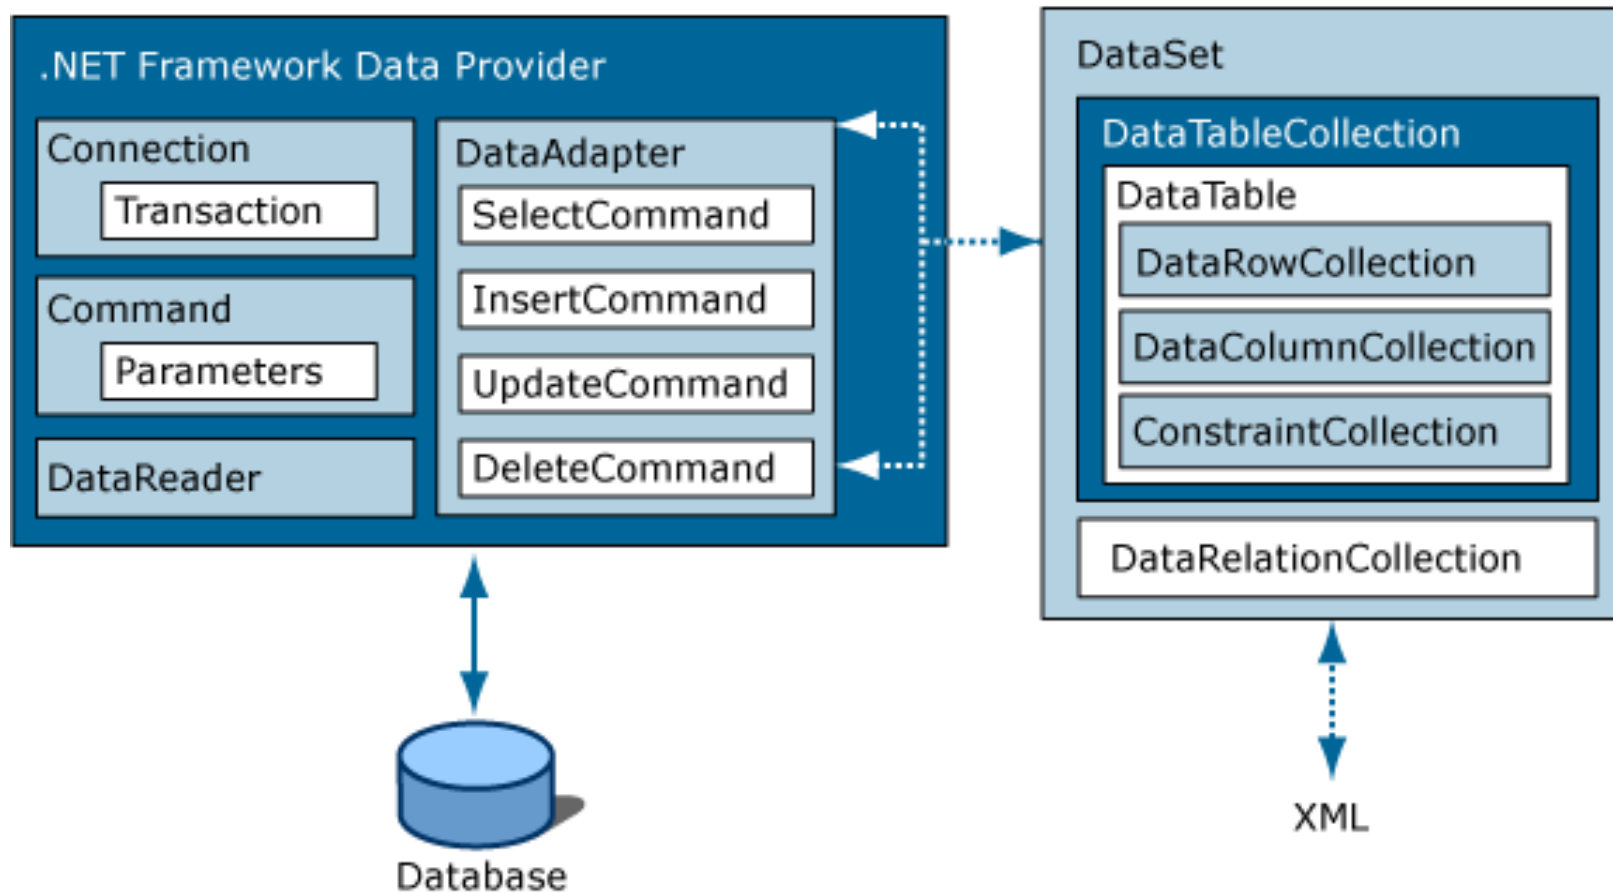 .NET Framework Data Provider
Connection
Transaction
Command
Parameters
DataReader
DataAdapter
SelectCommand
InsertCommand
UpdateCommand
DeleteCommand
Database
DataSet
DataTableCollection
DataTable
DataRowCollection
DataColumnCollection
ConstraintCollection
DataRelationCollection
XML